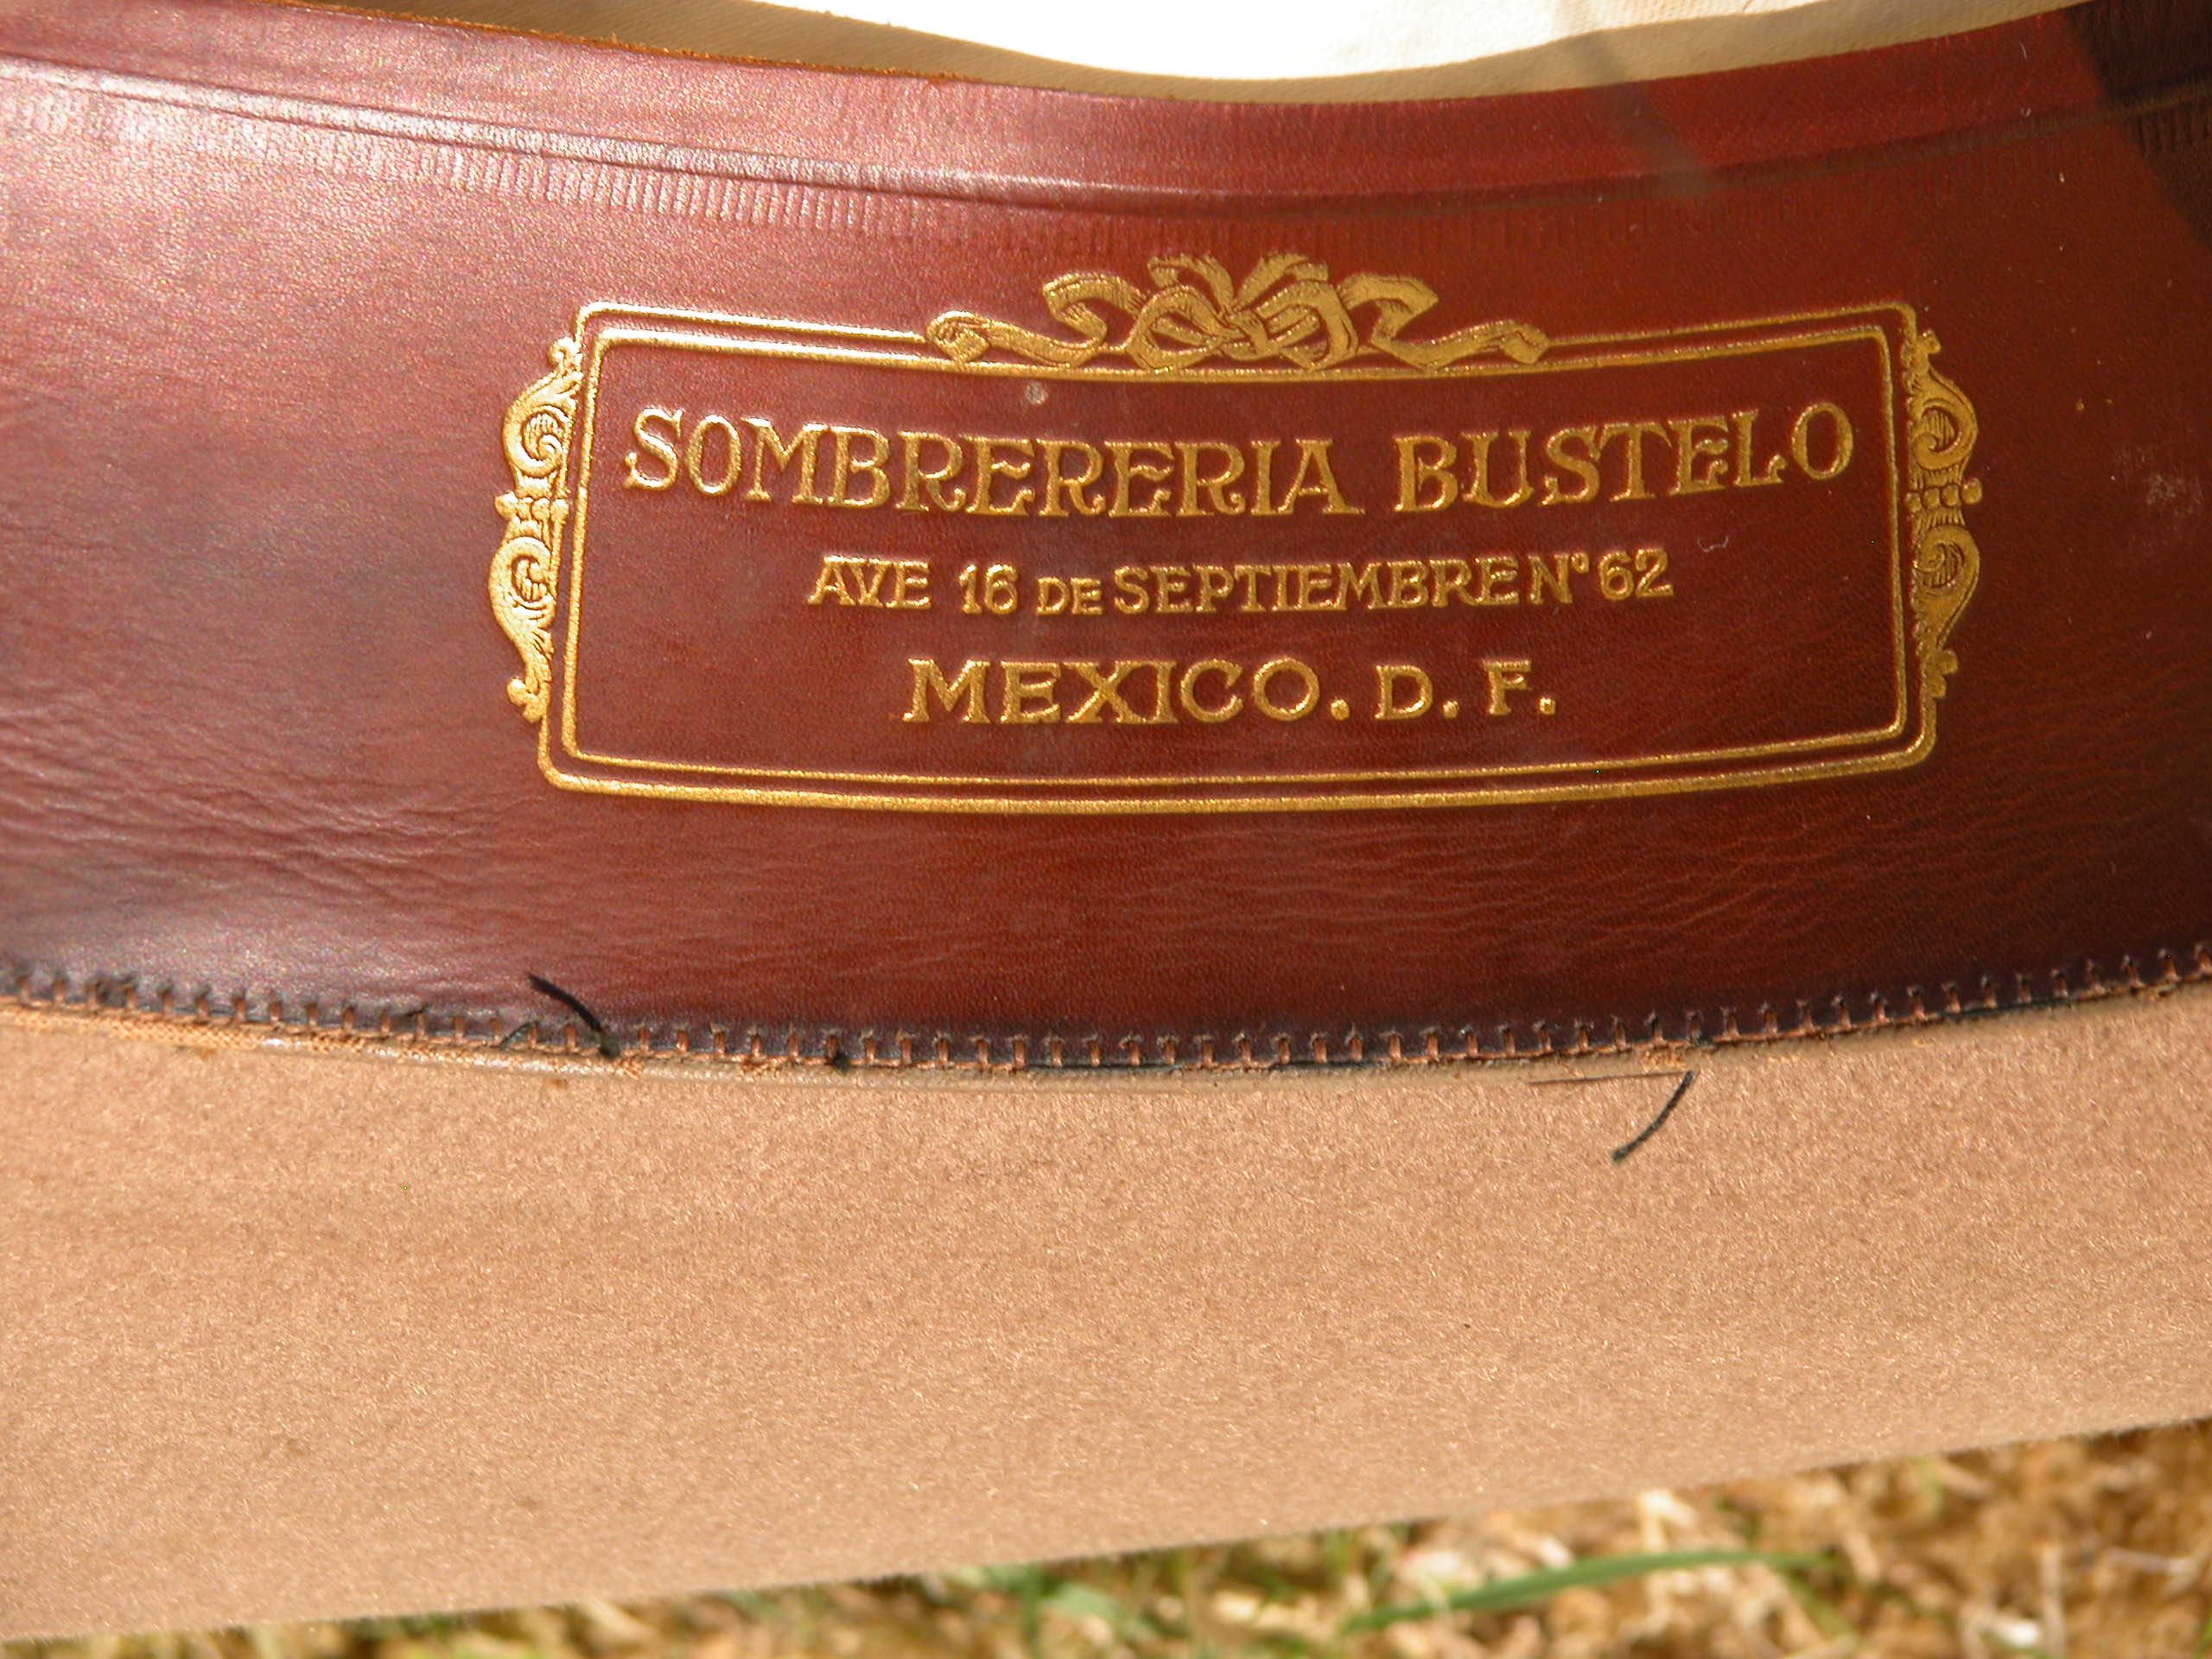 SOMBRERERIA BUSTELO
AVE 16 DE SEPTIEMBRE Nº 62
MEXICO. D. F.